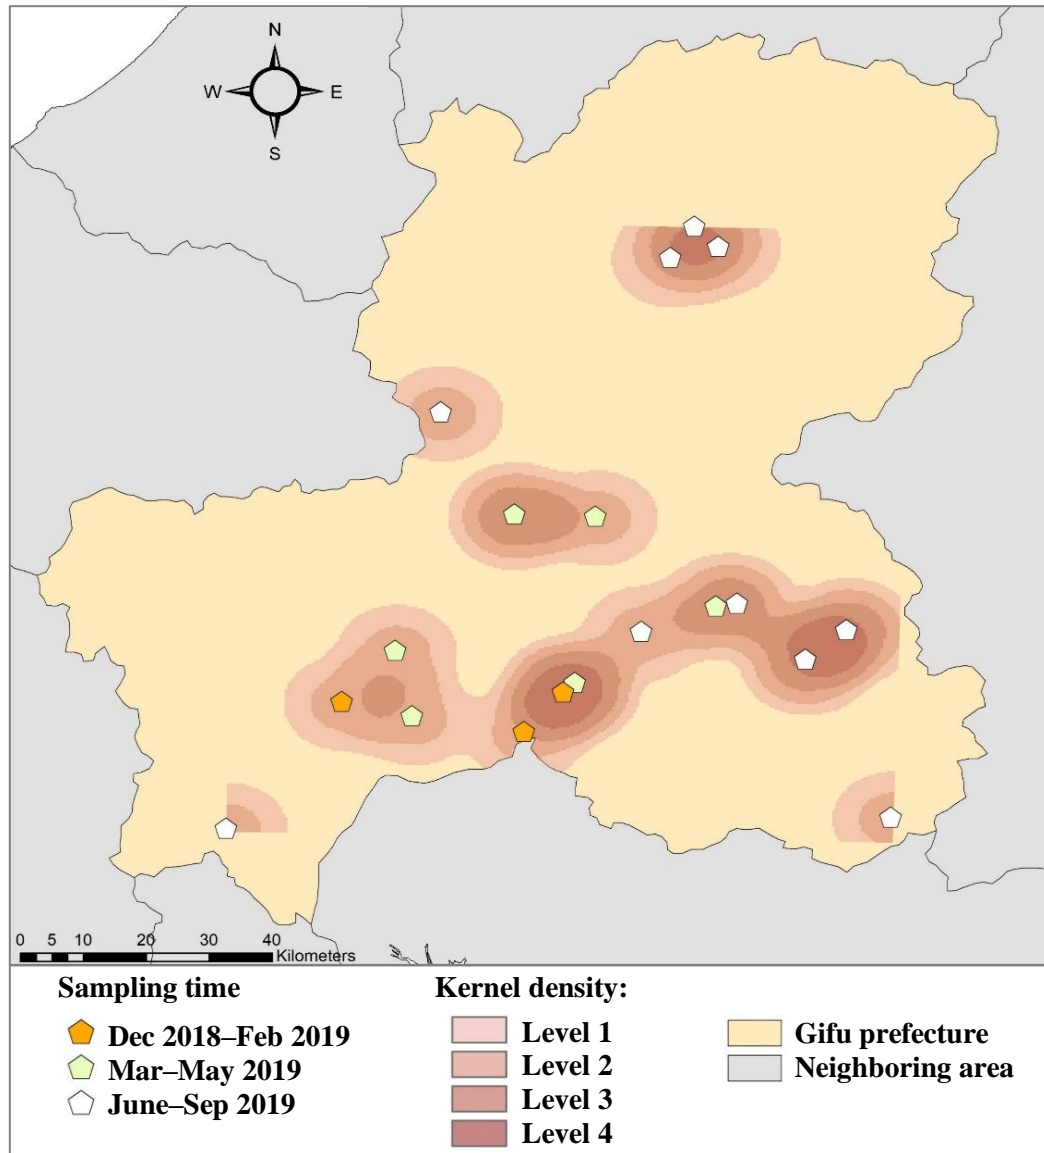 N
W E
S
0 5 10 20 30 40
Kilometers
Sampling time
Dec 2018–Feb 2019
Mar–May 2019
June–Sep 2019
Kernel density:
Level 1
Level 2
Level 3
Level 4
Gifu prefecture
Neighboring area